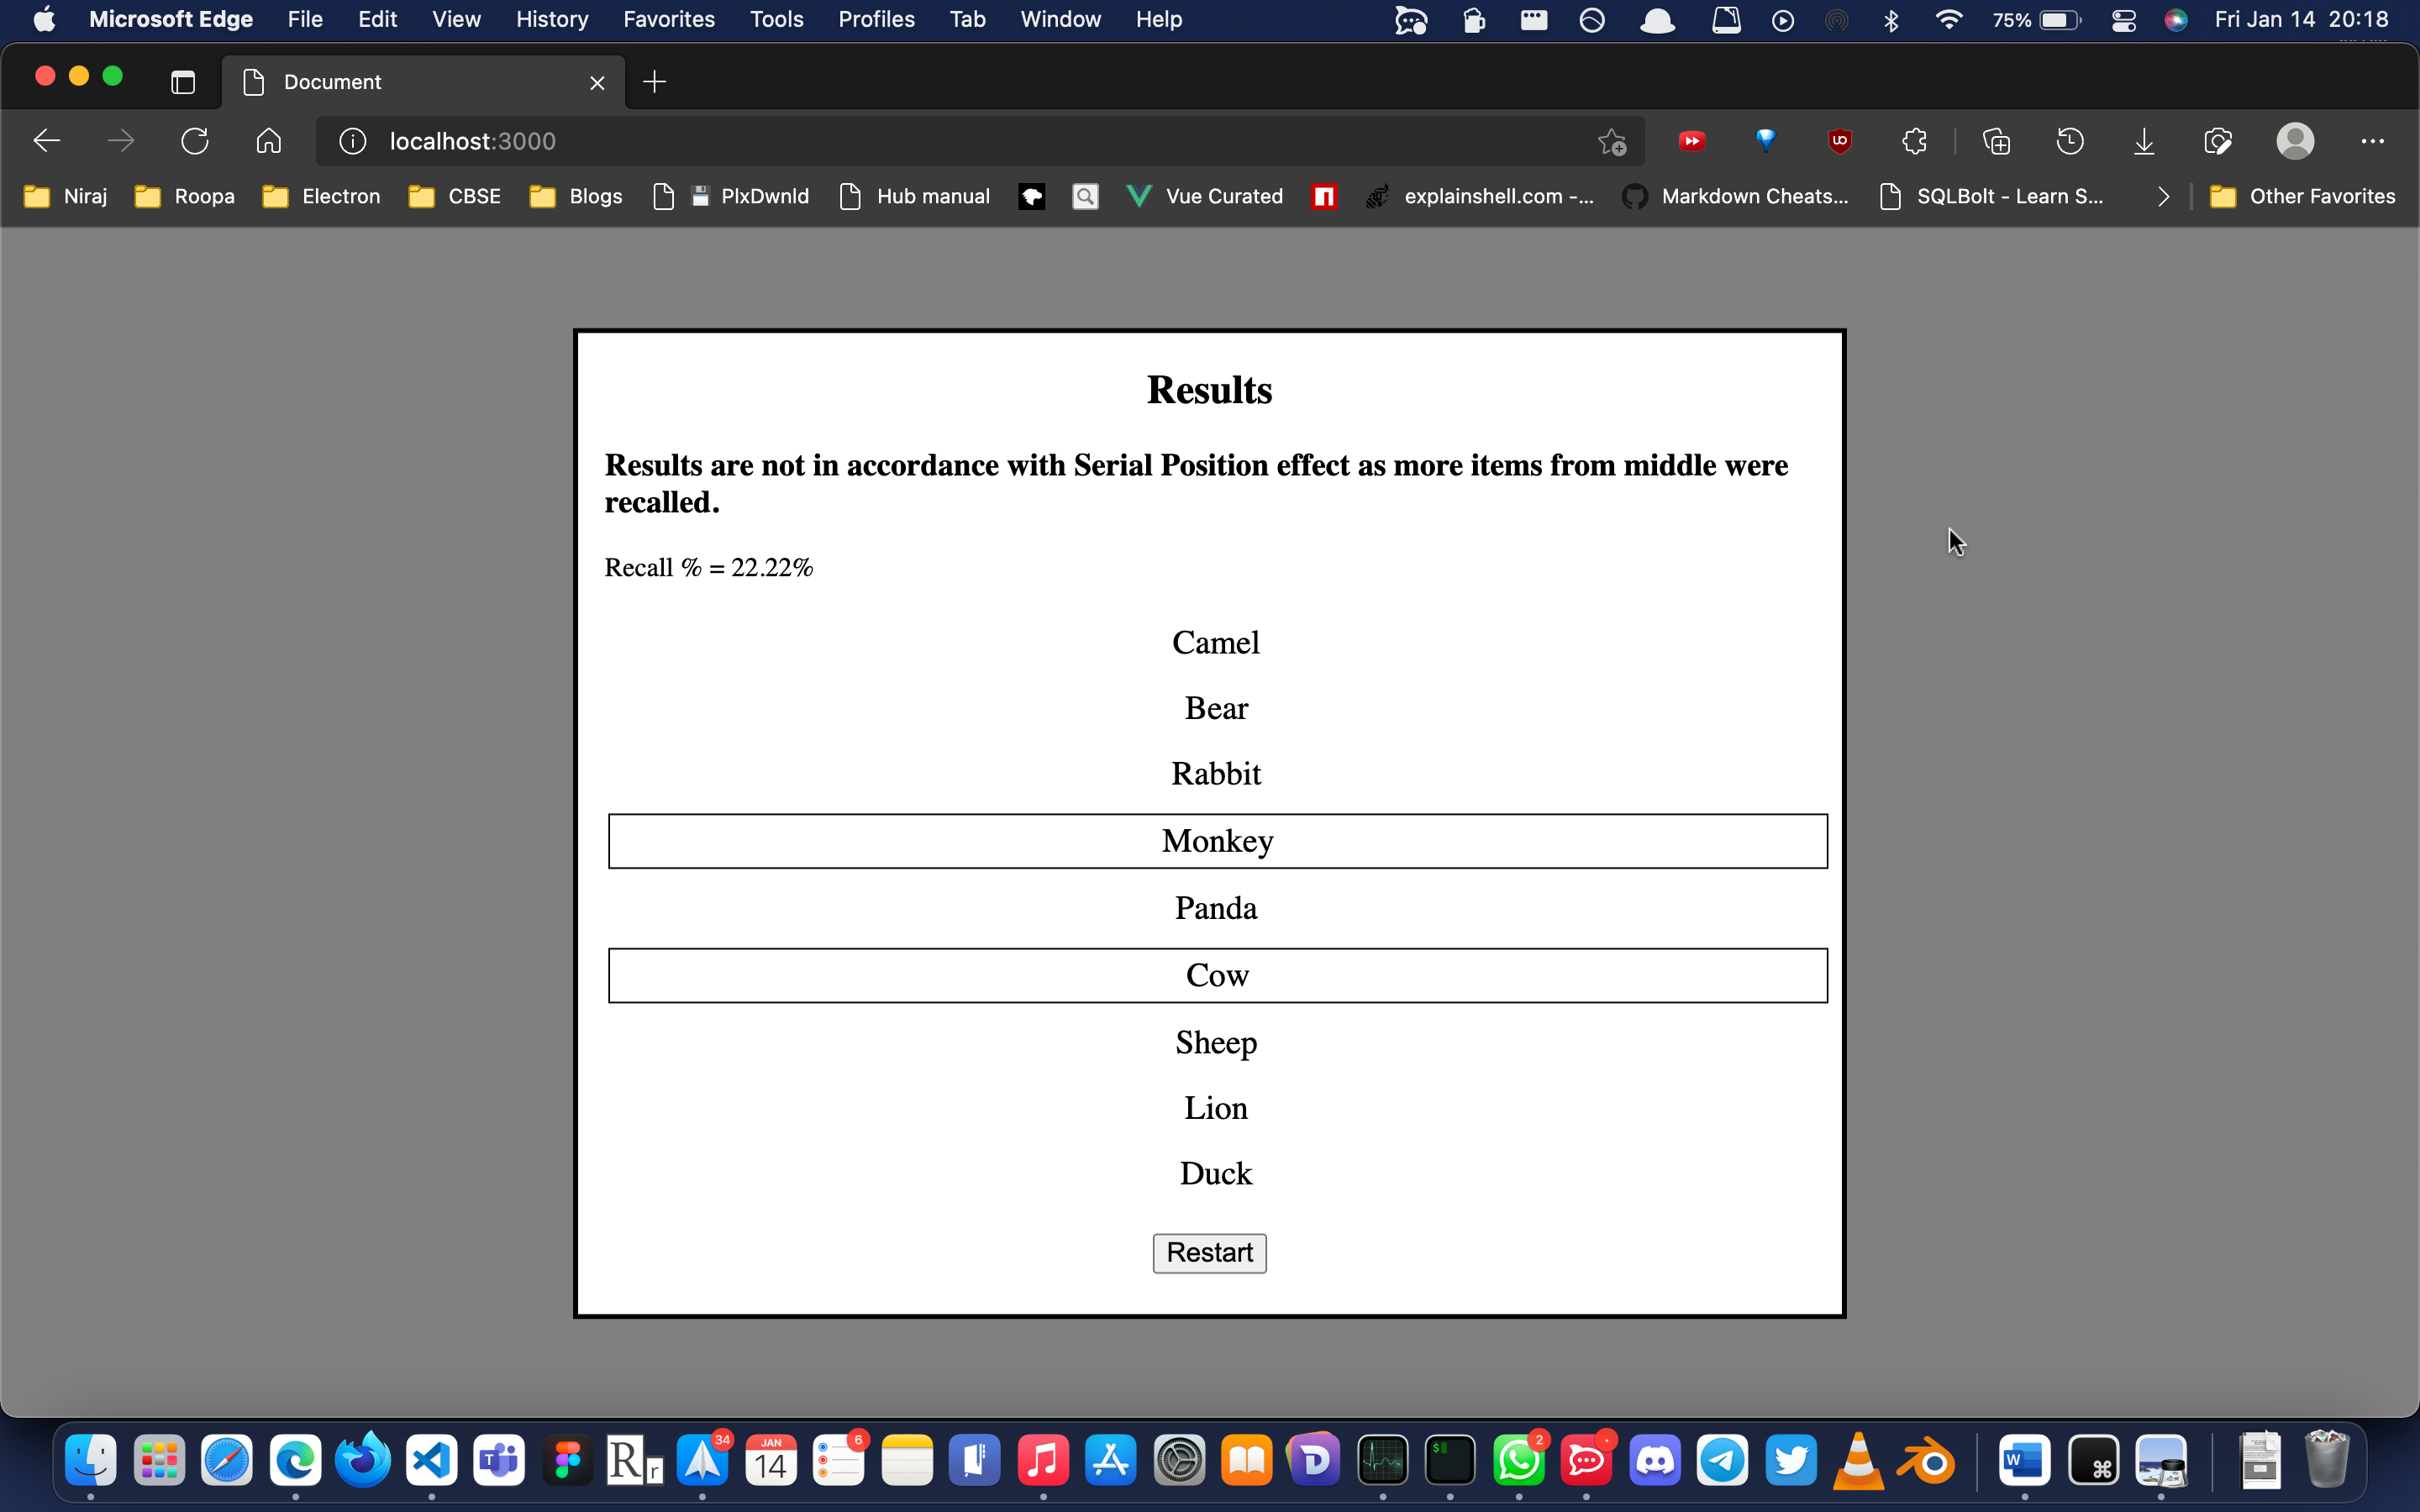 Microsoft Edge File Edit View History Favorites Tools Profiles Tab Window Help 75% Fri Jan 14 20:18
Document
localhost:3000
Niraj Roopa Electron CBSE Blogs PlxDwnld Hub manual Vue Curated explainshell.com -... Markdown Cheats... SQLBolt - Learn S... Other Favorites
Results
Results are not in accordance with Serial Position effect as more items from middle were
recalled.
Recall % = 22.22%
Camel
Bear
Rabbit
Monkey
Panda
Cow
Sheep
Lion
Duck
Restart
34 JAN 14 6 2